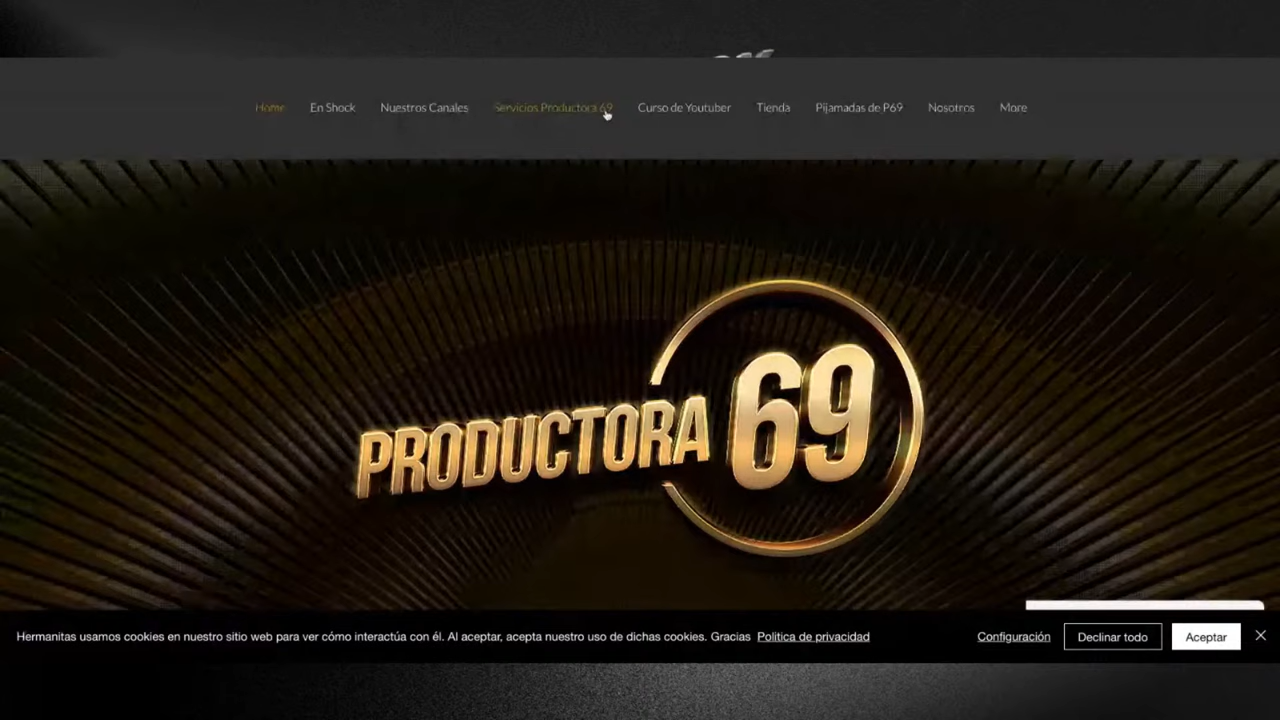 Home En Shock Nuestros Canales Servicios Productora 69 Curso de Youtuber Tienda Pijamadas de P69 Nosotros More
PRODUCTORA 69
Hermanitas usamos cookies en nuestro sitio web para ver cómo interactúa con él. Al aceptar, acepta nuestro uso de dichas cookies. Gracias Política de privacidad Configuración Declinar todo Aceptar